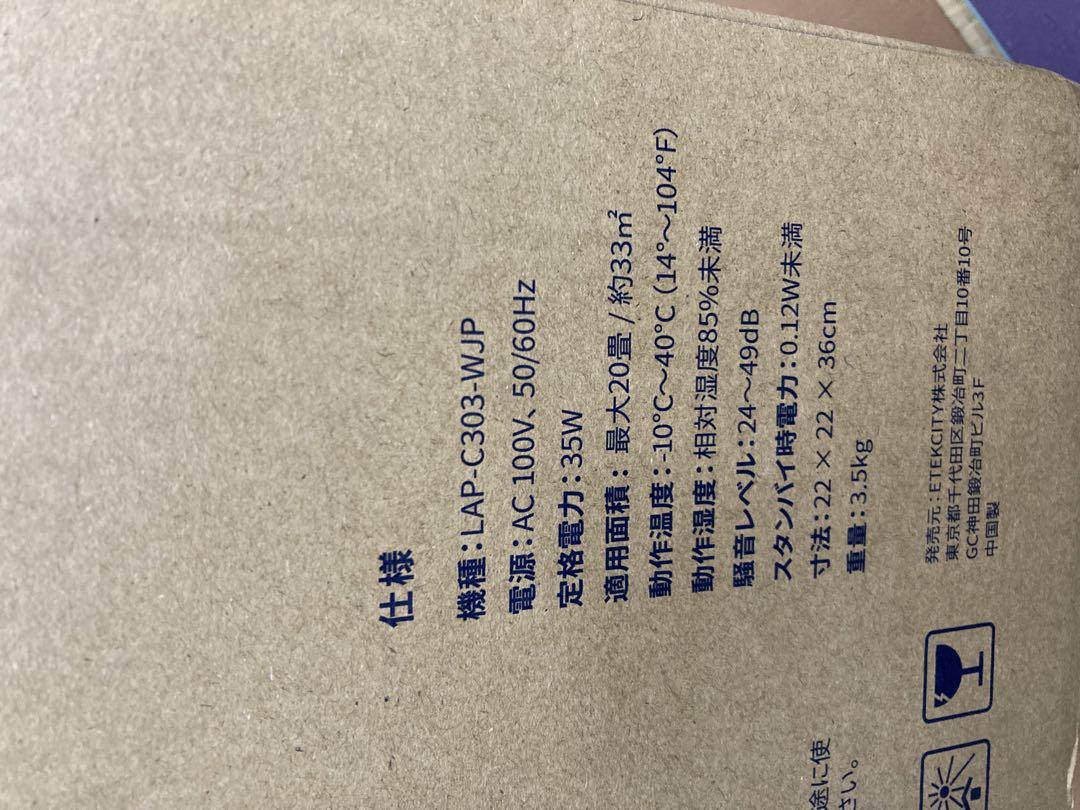 仕様
機種：LAP-C303-WJP
電源：AC 100V、50/60Hz
定格電力：35W
適用面積： 最大20畳 / 約33㎡
動作温度：-10℃～40℃（14°～104°F）
動作湿度：相対湿度85%未満
騒音レベル：24～49dB
スタンバイ時電力：0.12W未満
寸法：22 × 22 × 36cm
重量：3.5kg
発売元：ETEKCITY株式会社
東京都千代田区鍛冶町二丁目10番10号
GC神田鍛冶町ビル3F
中国製
途に使
さい。